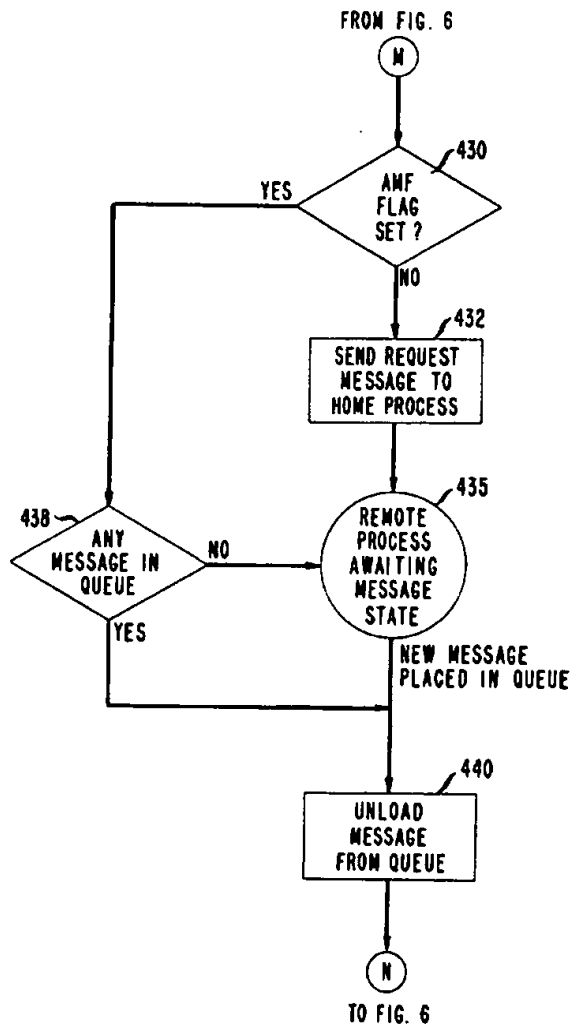 FROM FIG. 6
M
430
AMF
FLAG
SET ?
YES
NO
432
SEND REQUEST
MESSAGE TO
HOME PROCESS
435
REMOTE
PROCESS
AWAITING
MESSAGE
STATE
438
ANY
MESSAGE IN
QUEUE
NO
YES
NEW MESSAGE
PLACED IN QUEUE
440
UNLOAD
MESSAGE
FROM QUEUE
N
TO FIG. 6